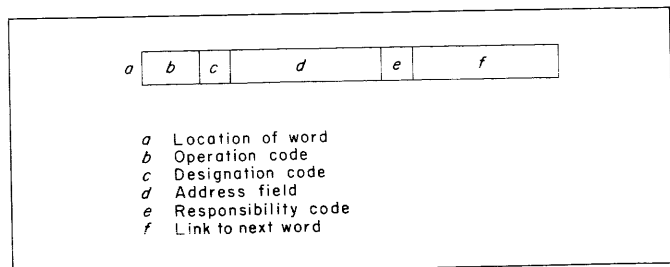 a b c d e f
a Location of word
b Operation code
c Designation code
d Address field
e Responsibility code
f Link to next word